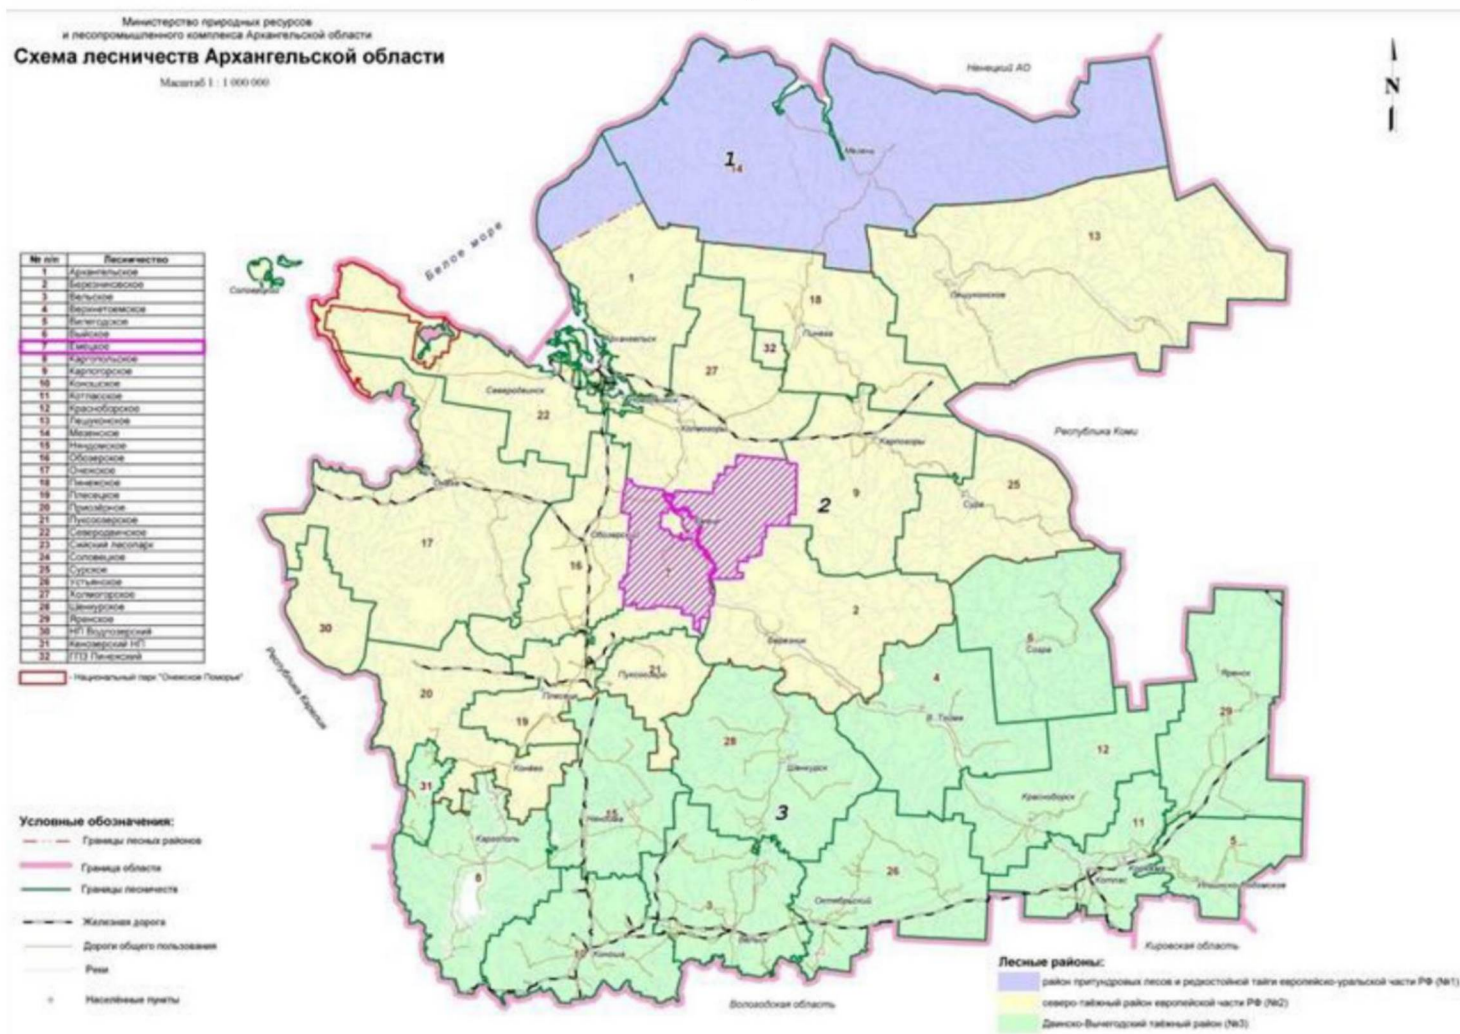 Министерство природных ресурсов
и лесопромышленного комплекса Архангельской области
Схема лесничеств Архангельской области
Масштаб 1 : 1 000 000
N
Ненецкий АО
Белое море
Соловецкий
Республика Коми
Республика Карелия
Кировская область
Вологодская область
№ п/п Лесничество
1 Архангельское
2 Березниковское
3 Вельское
4 Верхнетоемское
5 Вилегодское
6 Выйское
7 Емецкое
8 Каргопольское
9 Карпогорское
10 Коношское
11 Котласское
12 Красноборское
13 Лешуконское
14 Мезенское
15 Няндомское
16 Обозерское
17 Онежское
18 Пинежское
19 Плесецкое
20 Приозёрное
21 Пуксоозерское
22 Северодвинское
23 Сийский лесопарк
24 Соловецкое
25 Сурское
26 Устьянское
27 Холмогорское
28 Шенкурское
29 Яренское
30 НП Водлозерский
31 Кенозерский НП
32 ГПЗ Пинежский
- Национальный парк "Онежское Поморье"
1
14
Мезень
13
Лешуконское
1
18
Пинега
32
27
Архангельск
Северодвинск
22
Холмогоры
Карпогоры
9
2
25
Сура
Онега
17
Обозерский
16
7
2
Березник
30
20
Плесецк
21
19
Конёво
6
4
В. Тойма
Яренск
29
28
Шенкурск
3
12
Красноборск
11
5
Котлас
Коряжма
31
Каргополь
8
15
Няндома
26
Октябрьский
3
Вельск
10
Коноша
Условные обозначения:
Границы лесных районов
Граница области
Границы лесничеств
Железная дорога
Дороги общего пользования
Реки
Населённые пункты
Лесные районы:
район притундровых лесов и редкостойной тайги европейско-уральской части РФ (№1)
северо-таёжный район европейской части РФ (№2)
Двинско-Вычегодский таёжный район (№3)